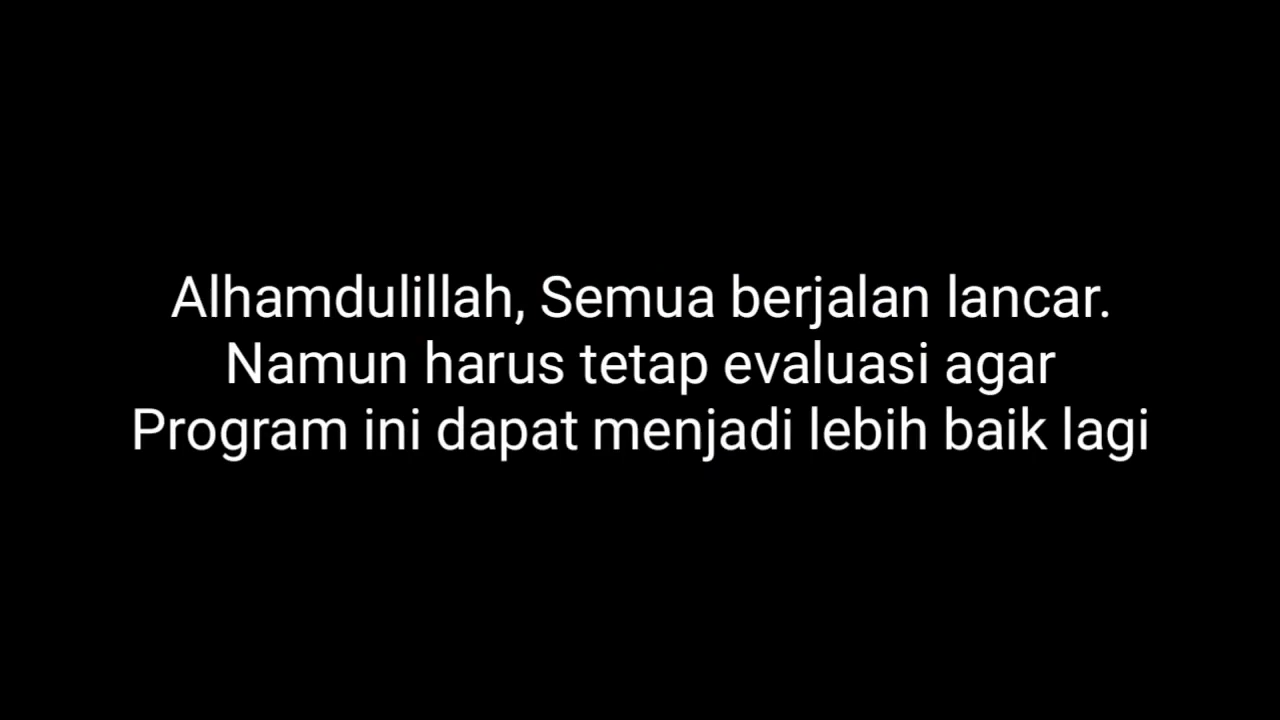 Alhamdulillah, Semua berjalan lancar.
Namun harus tetap evaluasi agar
Program ini dapat menjadi lebih baik lagi